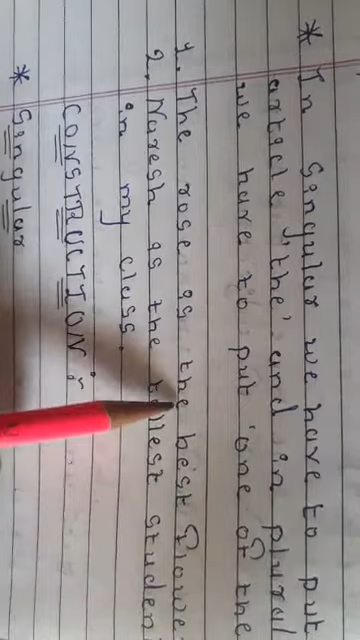 * In singular we have to put
article 'the' and in plural
we have to put 'one of the
1. The rose is the best flowe
2. Naresh is the tallest studen
in my class.
CONSTRUCTION :
* Singular